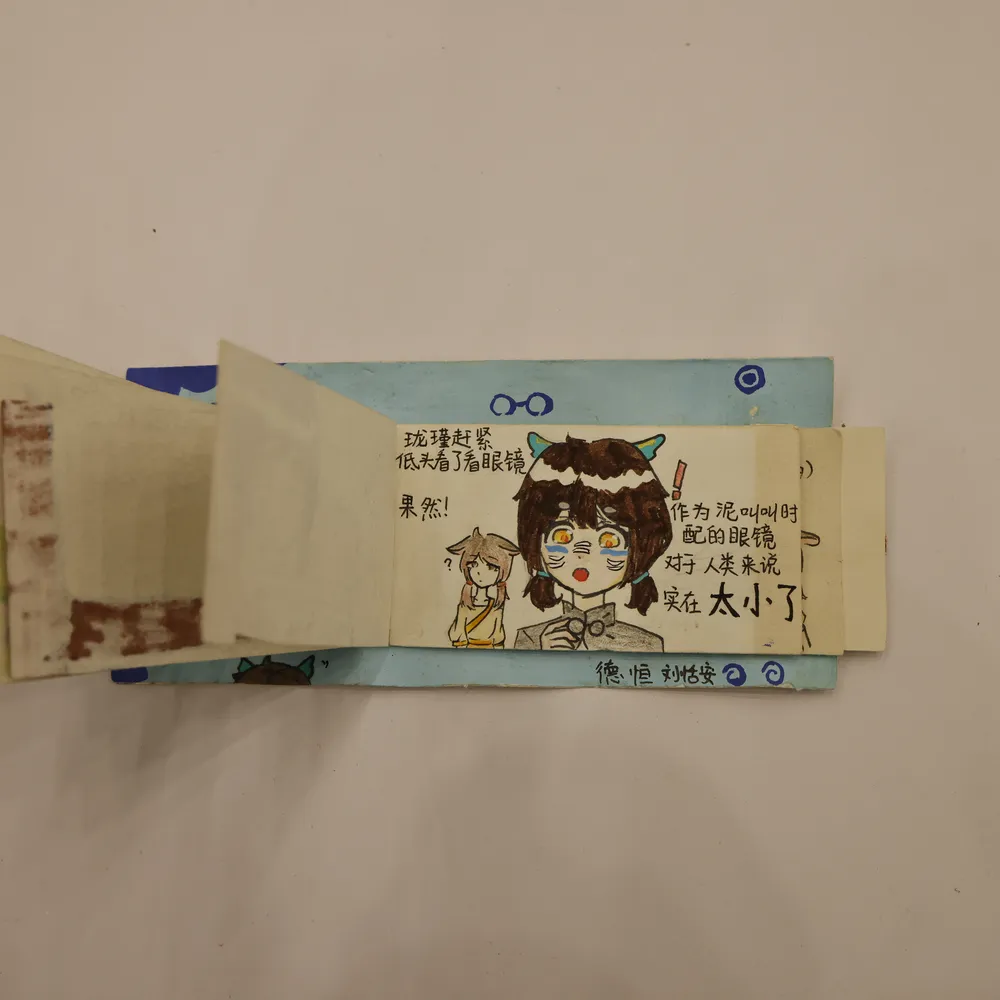 珑瑾赶紧
低头看了看眼镜
果然!
?
!
作为泥叫叫时
配的眼镜
对于人类来说
实在太小了
德·恒 刘恬安